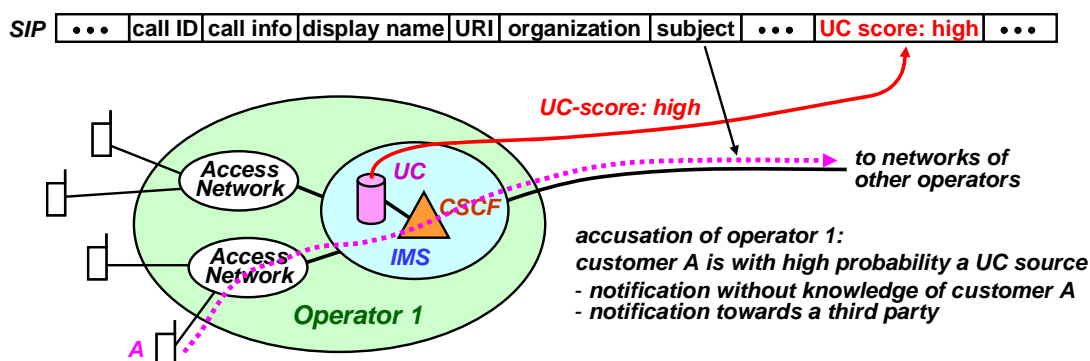 SIP ••• call ID call info display name URI organization subject ••• UC score: high •••
UC-score: high
Access
Network
UC
CSCF
IMS
to networks of
other operators
Access
Network
Operator 1
A
accusation of operator 1:
customer A is with high probability a UC source
- notification without knowledge of customer A
- notification towards a third party